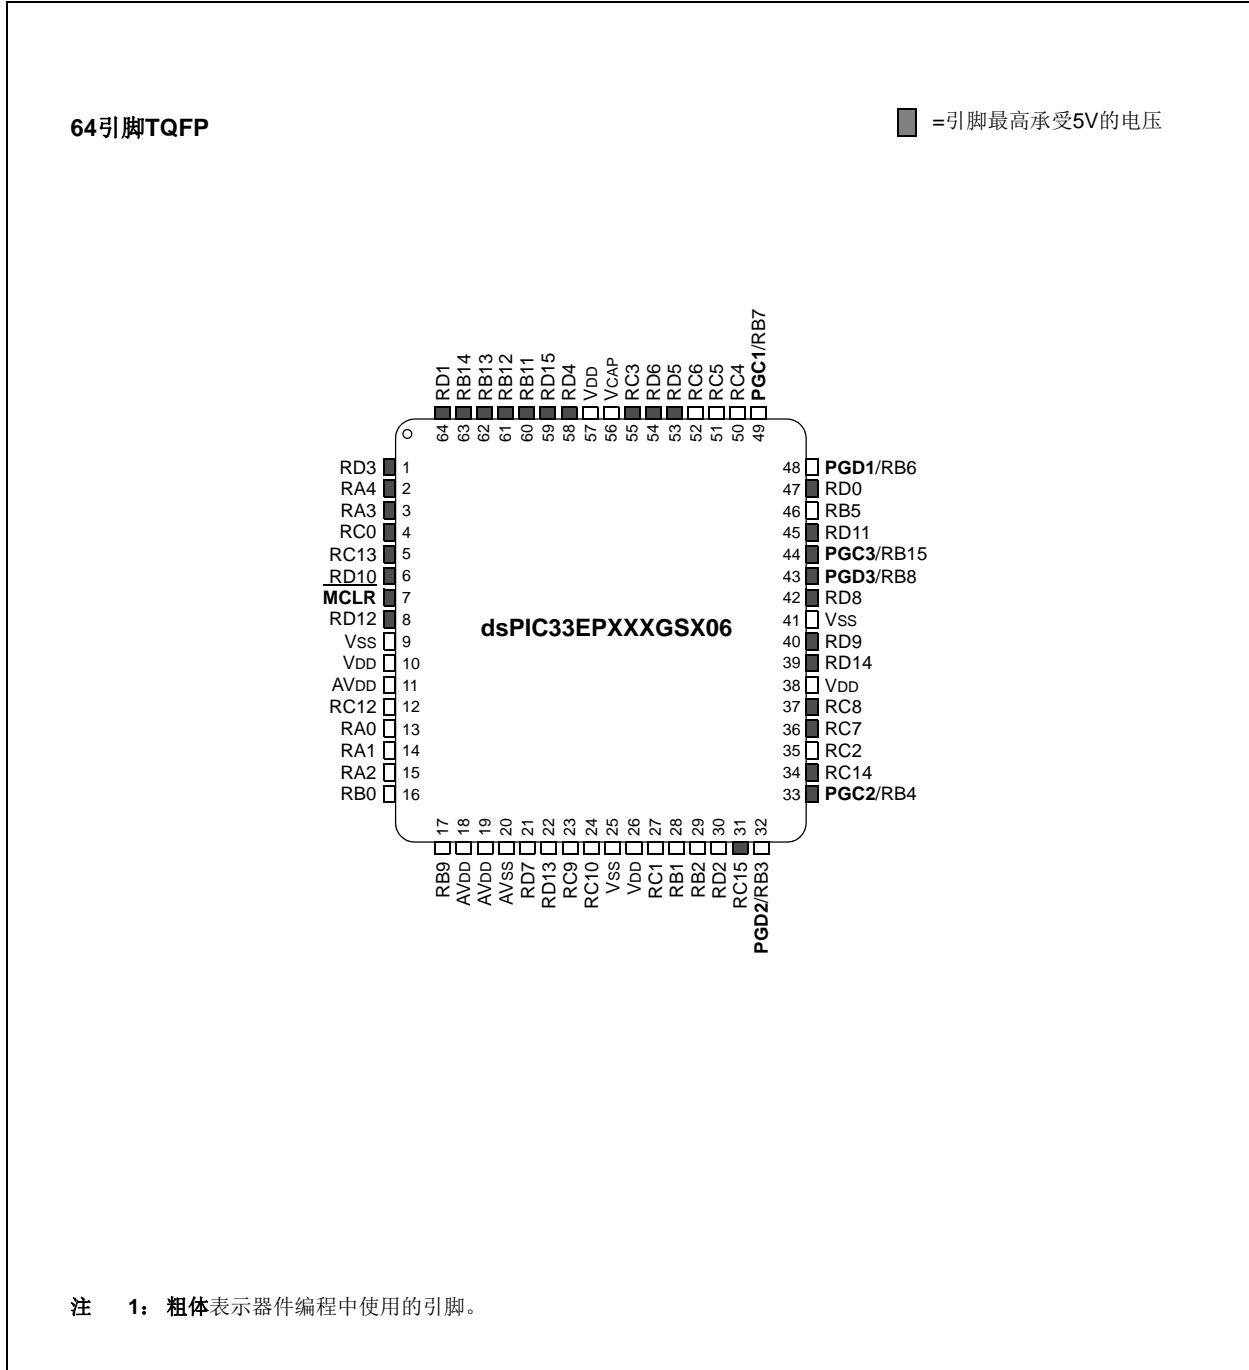 64引脚TQFP
=引脚最高承受5V的电压
RD1
RB14
RB13
RB12
RB11
RD15
RD4
VDD
VCAP
RC3
RD6
RD5
RC6
RC5
RC4
PGC1/RB7
64
63
62
61
60
59
58
57
56
55
54
53
52
51
50
49
RD3 1
RA4 2
RA3 3
RC0 4
RC13 5
RD10 6
MCLR 7
RD12 8
VSS 9
VDD 10
AVDD 11
RC12 12
RA0 13
RA1 14
RA2 15
RB0 16
dsPIC33EPXXXGSX06
48 PGD1/RB6
47 RD0
46 RB5
45 RD11
44 PGC3/RB15
43 PGD3/RB8
42 RD8
41 VSS
40 RD9
39 RD14
38 VDD
37 RC8
36 RC7
35 RC2
34 RC14
33 PGC2/RB4
17
18
19
20
21
22
23
24
25
26
27
28
29
30
31
32
RB9
AVDD
AVDD
AVSS
RD7
RD13
RC9
RC10
VSS
VDD
RC1
RB1
RB2
RD2
RC15
PGD2/RB3
注 1： 粗体表示器件编程中使用的引脚。